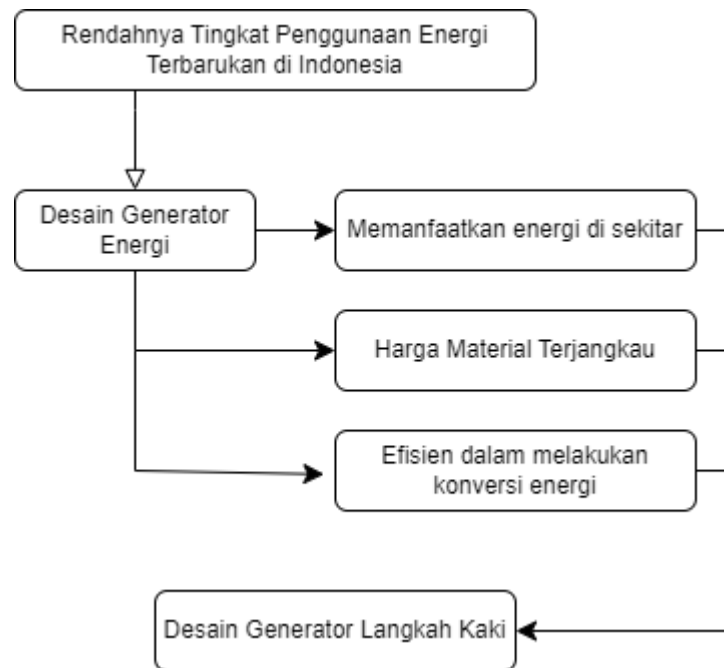 Rendahnya Tingkat Penggunaan Energi
Terbarukan di Indonesia
Desain Generator
Energi
Memanfaatkan energi di sekitar
Harga Material Terjangkau
Efisien dalam melakukan
konversi energi
Desain Generator Langkah Kaki